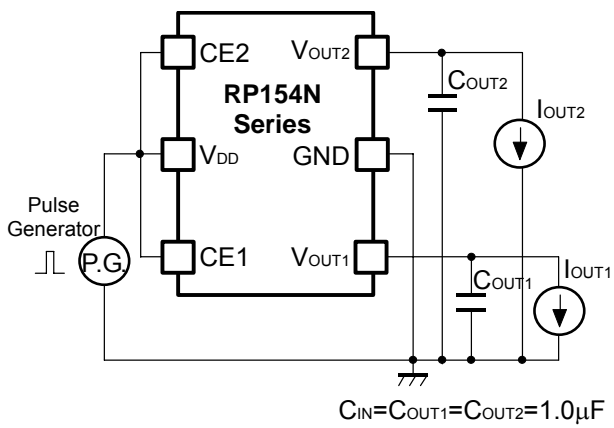 CE2
VOUT2
COUT2
RP154N
Series
IOUT2
VDD
GND
Pulse
Generator
P.G.
CE1
VOUT1
COUT1
IOUT1
CIN=COUT1=COUT2=1.0μF